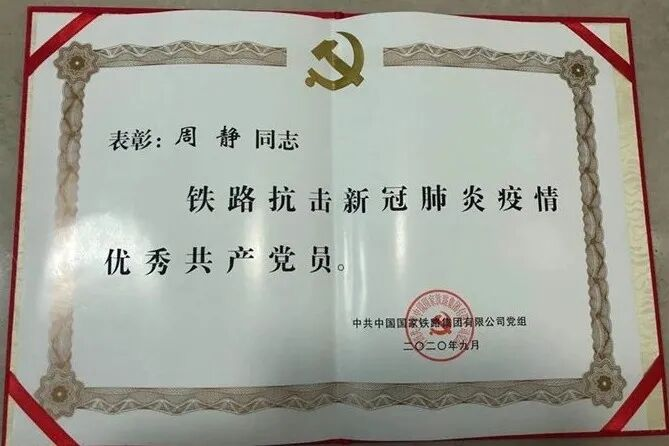 表彰：周静同志
铁路抗击新冠肺炎疫情
优秀共产党员。
中共中国国家铁路集团有限公司党组
二〇二〇年九月